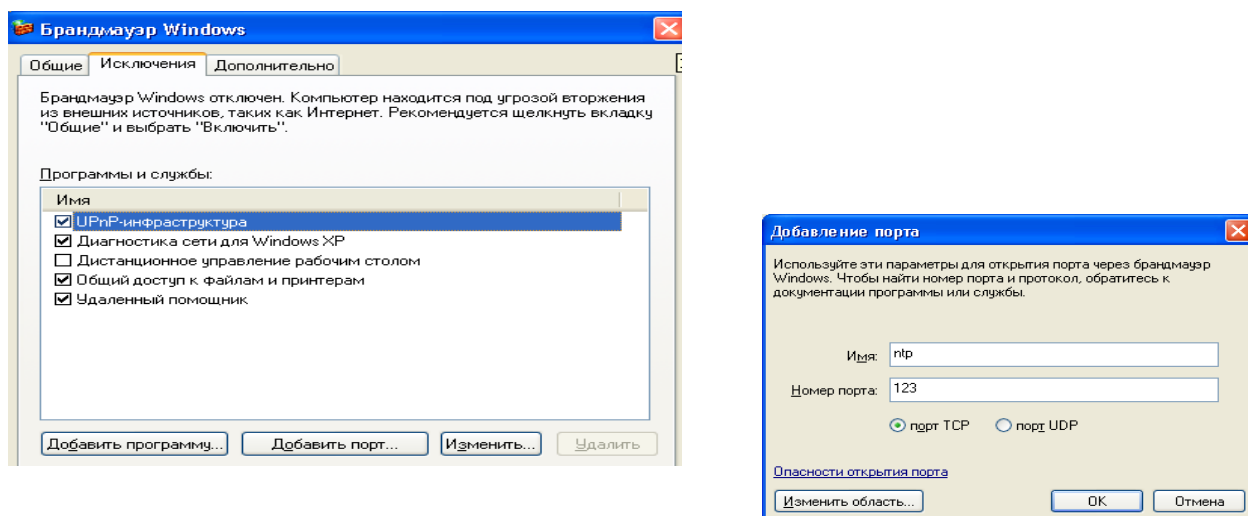 Брандмауэр Windows
Общие Исключения Дополнительно
Брандмауэр Windows отключен. Компьютер находится под угрозой вторжения
из внешних источников, таких как Интернет. Рекомендуется щелкнуть вкладку
"Общие" и выбрать "Включить".
Программы и службы:
Имя
UPnP-инфраструктура
Диагностика сети для Windows XP
Дистанционное управление рабочим столом
Общий доступ к файлам и принтерам
Удаленный помощник
Добавить программу... Добавить порт... Изменить... Удалить
Добавление порта
Используйте эти параметры для открытия порта через брандмауэр
Windows. Чтобы найти номер порта и протокол, обратитесь к
документации программы или службы.
Имя: ntp
Номер порта: 123
порт TCP порт UDP
Опасности открытия порта
Изменить область... ОК Отмена